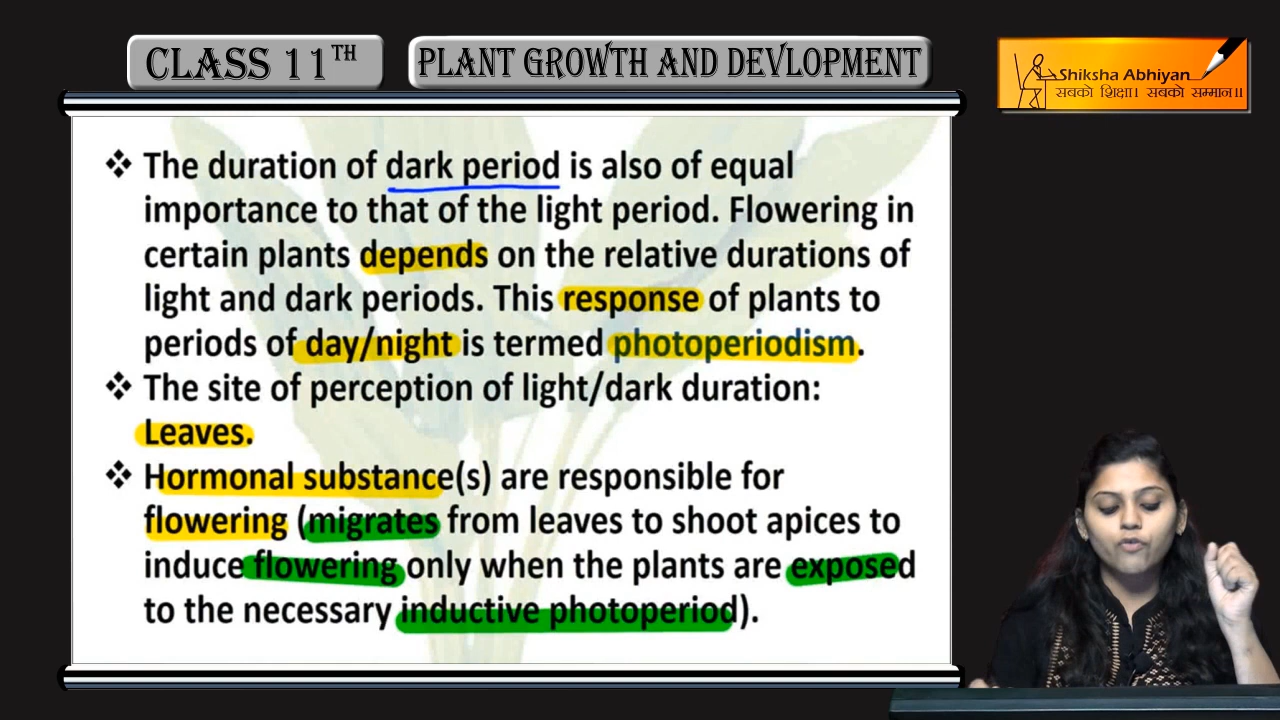 CLASS 11TH
PLANT GROWTH AND DEVLOPMENT
Shiksha Abhiyan
सबको शिक्षा। सबको सम्मान॥
❖ The duration of dark period is also of equal
importance to that of the light period. Flowering in
certain plants depends on the relative durations of
light and dark periods. This response of plants to
periods of day/night is termed photoperiodism.
❖ The site of perception of light/dark duration:
Leaves.
❖ Hormonal substance(s) are responsible for
flowering (migrates from leaves to shoot apices to
induce flowering only when the plants are exposed
to the necessary inductive photoperiod).